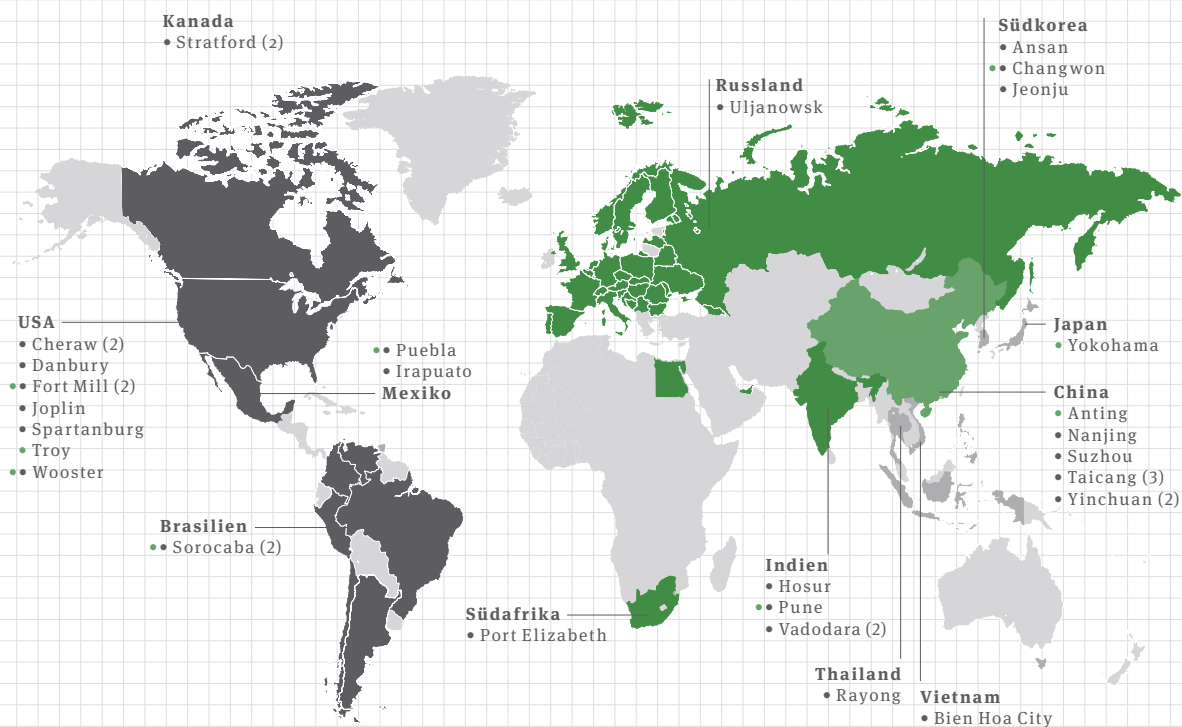 Kanada
• Stratford (2)
Südkorea
• Ansan
•• Changwon
• Jeonju
Russland
• Uljanowsk
USA
• Cheraw (2)
• Danbury
•• Fort Mill (2)
• Joplin
• Spartanburg
• Troy
•• Wooster
•• Puebla
• Irapuato
Mexiko
Japan
• Yokohama
China
• Anting
• Nanjing
• Suzhou
• Taicang (3)
• Yinchuan (2)
Brasilien
•• Sorocaba (2)
Südafrika
• Port Elizabeth
Indien
• Hosur
•• Pune
• Vadodara (2)
Thailand
• Rayong
Vietnam
• Bien Hoa City